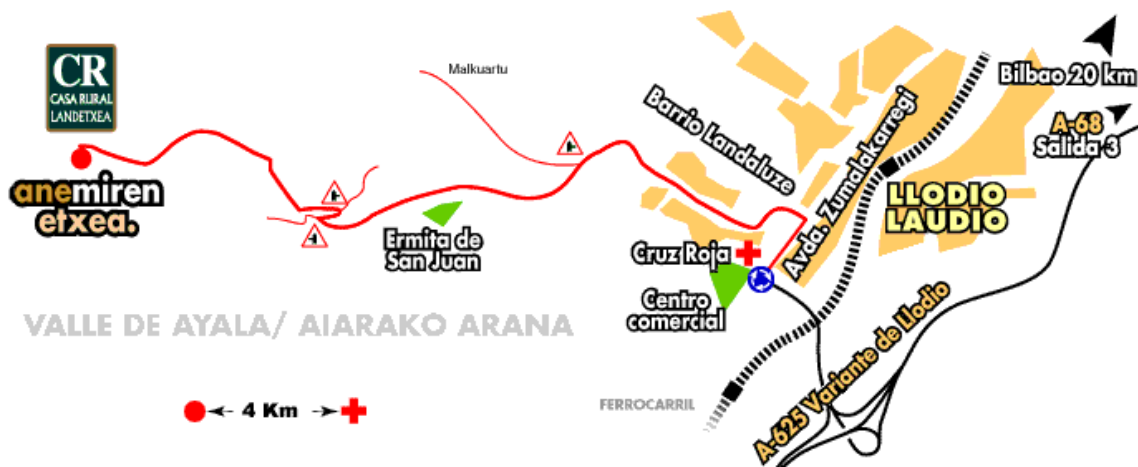 CR
CASA RURAL
LANDETXEA
anemiren
etxea.
Malkuartu
Ermita de
San Juan
Barrio Landaluze
Avda. Zumalakarregi
Bilbao 20 km
A-68
Salida 3
LLODIO
LAUDIO
Cruz Roja
Centro
comercial
VALLE DE AYALA/ AIARAKO ARANA
A-625 Variante de Llodio
FERROCARRIL
4 Km